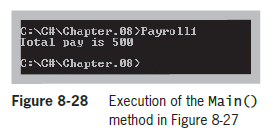 C:\C#\Chapter.08>Payroll1
Total pay is 500
C:\C#\Chapter.08>
Figure 8-28 Execution of the Main()
method in Figure 8-27